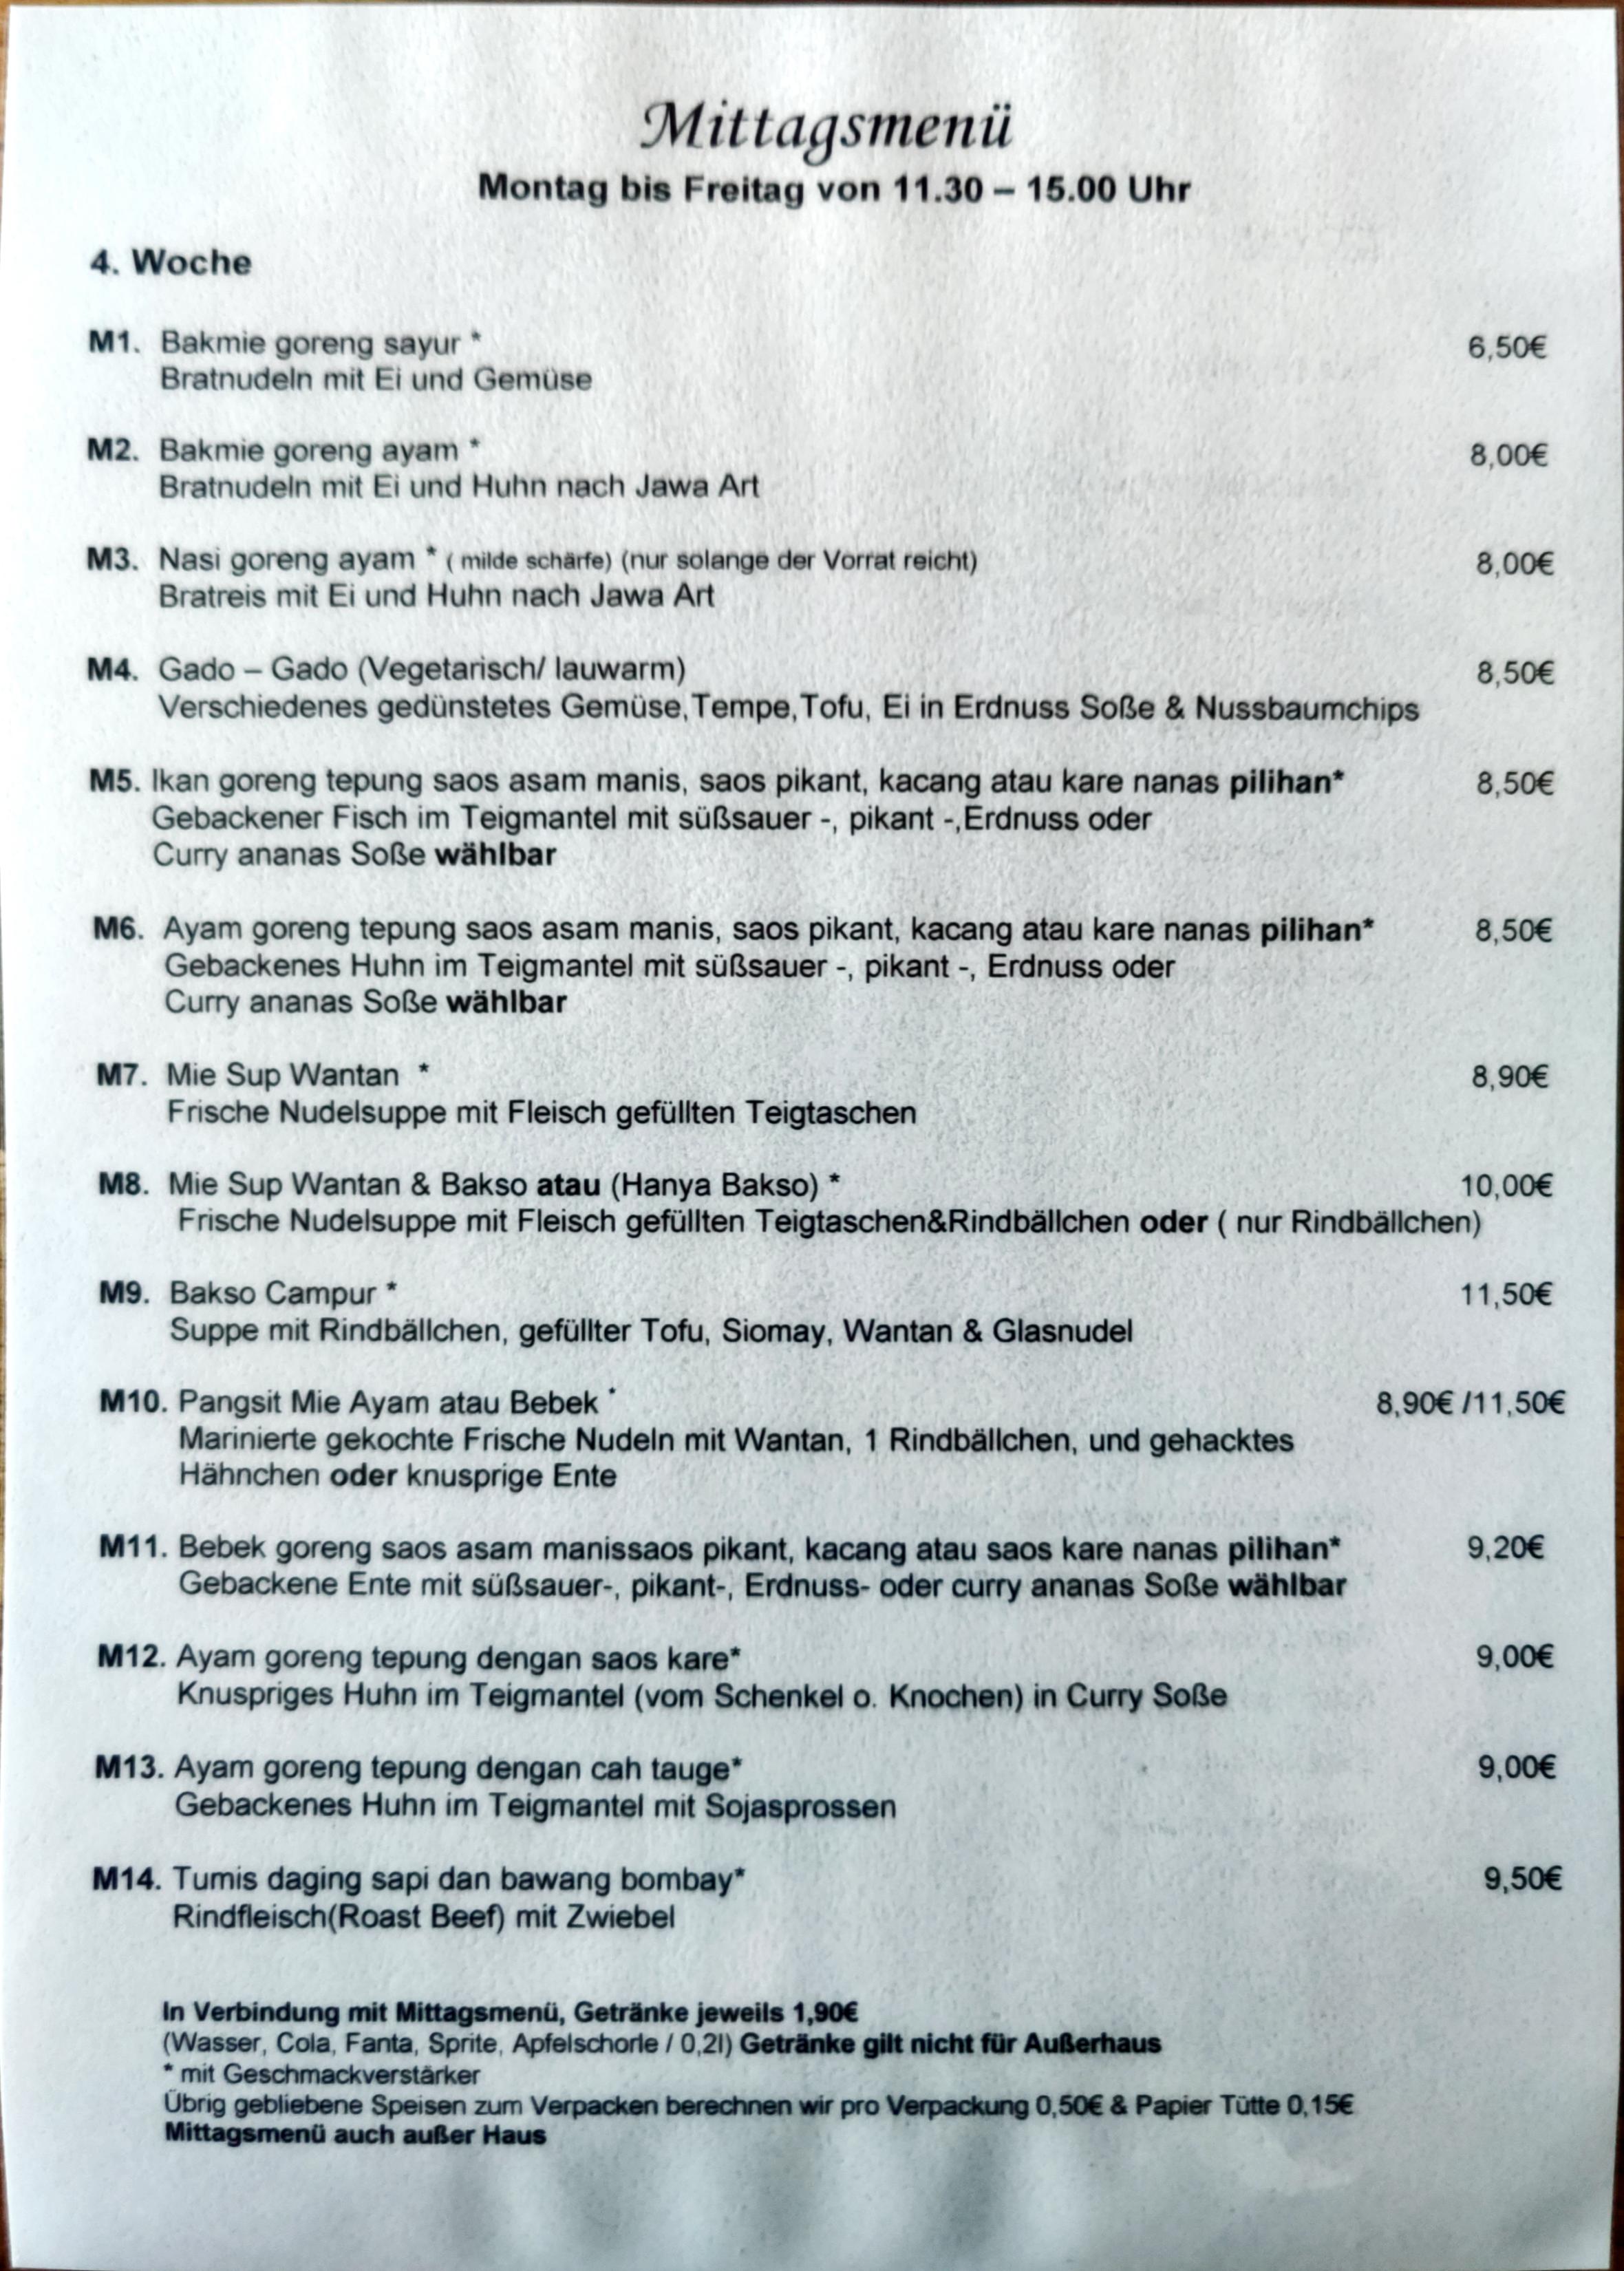 Mittagsmenü
Montag bis Freitag von 11.30 – 15.00 Uhr
4. Woche
M1. Bakmie goreng sayur * 6,50€
Bratnudeln mit Ei und Gemüse
M2. Bakmie goreng ayam * 8,00€
Bratnudeln mit Ei und Huhn nach Jawa Art
M3. Nasi goreng ayam * ( milde schärfe) (nur solange der Vorrat reicht) 8,00€
Bratreis mit Ei und Huhn nach Jawa Art
M4. Gado – Gado (Vegetarisch/ lauwarm) 8,50€
Verschiedenes gedünstetes Gemüse,Tempe,Tofu, Ei in Erdnuss Soße & Nussbaumchips
M5. Ikan goreng tepung saos asam manis, saos pikant, kacang atau kare nanas pilihan* 8,50€
Gebackener Fisch im Teigmantel mit süßsauer -, pikant -,Erdnuss oder
Curry ananas Soße wählbar
M6. Ayam goreng tepung saos asam manis, saos pikant, kacang atau kare nanas pilihan* 8,50€
Gebackenes Huhn im Teigmantel mit süßsauer -, pikant -, Erdnuss oder
Curry ananas Soße wählbar
M7. Mie Sup Wantan * 8,90€
Frische Nudelsuppe mit Fleisch gefüllten Teigtaschen
M8. Mie Sup Wantan & Bakso atau (Hanya Bakso) * 10,00€
Frische Nudelsuppe mit Fleisch gefüllten Teigtaschen&Rindbällchen oder ( nur Rindbällchen)
M9. Bakso Campur * 11,50€
Suppe mit Rindbällchen, gefüllter Tofu, Siomay, Wantan & Glasnudel
M10. Pangsit Mie Ayam atau Bebek * 8,90€ /11,50€
Marinierte gekochte Frische Nudeln mit Wantan, 1 Rindbällchen, und gehacktes
Hähnchen oder knusprige Ente
M11. Bebek goreng saos asam manissaos pikant, kacang atau saos kare nanas pilihan* 9,20€
Gebackene Ente mit süßsauer-, pikant-, Erdnuss- oder curry ananas Soße wählbar
M12. Ayam goreng tepung dengan saos kare* 9,00€
Knuspriges Huhn im Teigmantel (vom Schenkel o. Knochen) in Curry Soße
M13. Ayam goreng tepung dengan cah tauge* 9,00€
Gebackenes Huhn im Teigmantel mit Sojasprossen
M14. Tumis daging sapi dan bawang bombay* 9,50€
Rindfleisch(Roast Beef) mit Zwiebel
In Verbindung mit Mittagsmenü, Getränke jeweils 1,90€
(Wasser, Cola, Fanta, Sprite, Apfelschorle / 0,2l) Getränke gilt nicht für Außerhaus
* mit Geschmackverstärker
Übrig gebliebene Speisen zum Verpacken berechnen wir pro Verpackung 0,50€ & Papier Tütte 0,15€
Mittagsmenü auch außer Haus